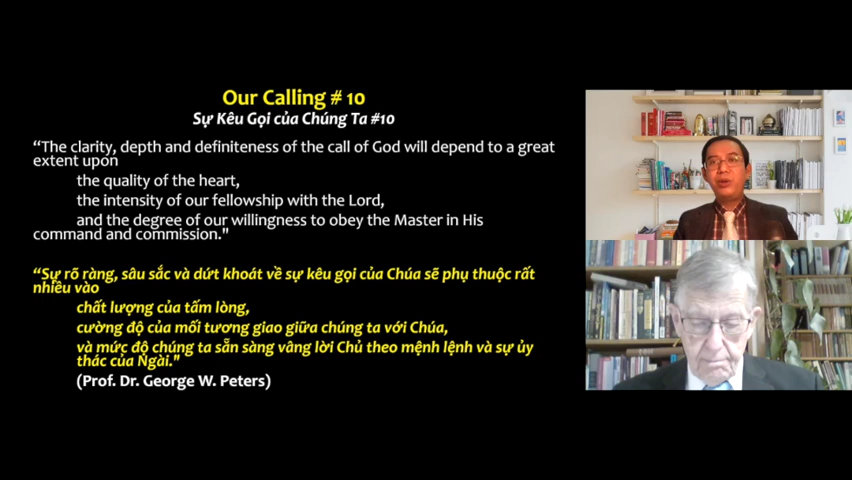 Our Calling # 10
Sự Kêu Gọi của Chúng Ta #10
“The clarity, depth and definiteness of the call of God will depend to a great
extent upon
the quality of the heart,
the intensity of our fellowship with the Lord,
and the degree of our willingness to obey the Master in His
command and commission."
“Sự rõ ràng, sâu sắc và dứt khoát về sự kêu gọi của Chúa sẽ phụ thuộc rất
nhiều vào
chất lượng của tấm lòng,
cường độ của mối tương giao giữa chúng ta với Chúa,
và mức độ chúng ta sẵn sàng vâng lời Chủ theo mệnh lệnh và sự ủy
thác của Ngài."
(Prof. Dr. George W. Peters)